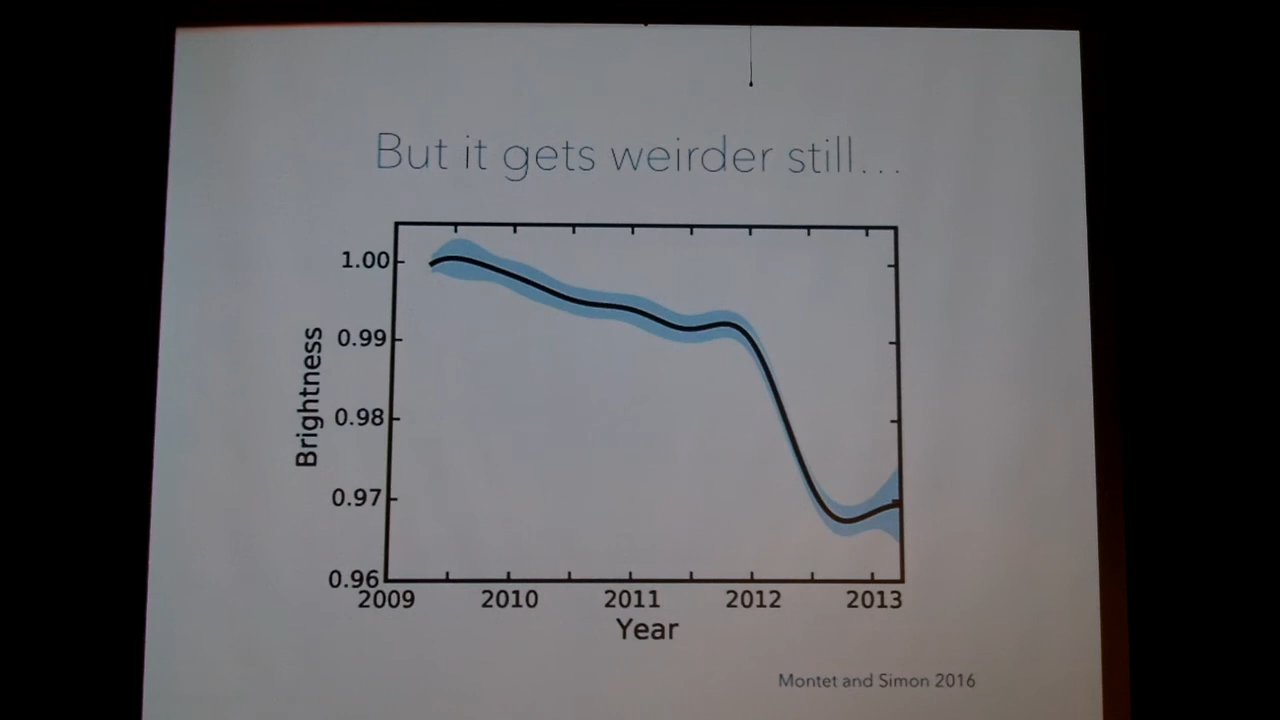 But it gets weirder still...
1.00
0.99
0.98
0.97
0.96
Brightness
2009 2010 2011 2012 2013
Year
Montet and Simon 2016